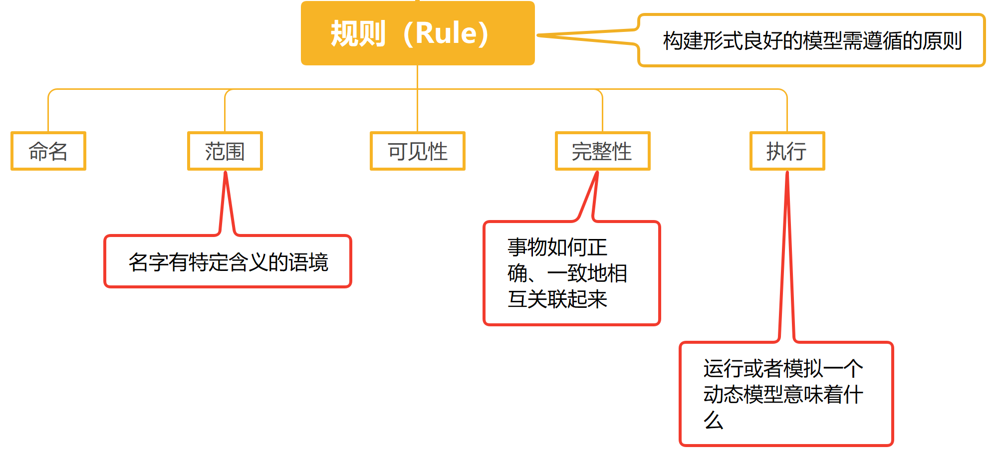 规则（Rule）
构建形式良好的模型需遵循的原则
命名
范围
可见性
完整性
执行
名字有特定含义的语境
事物如何正
确、一致地相
互关联起来
运行或者模拟一个
动态模型意味着什
么